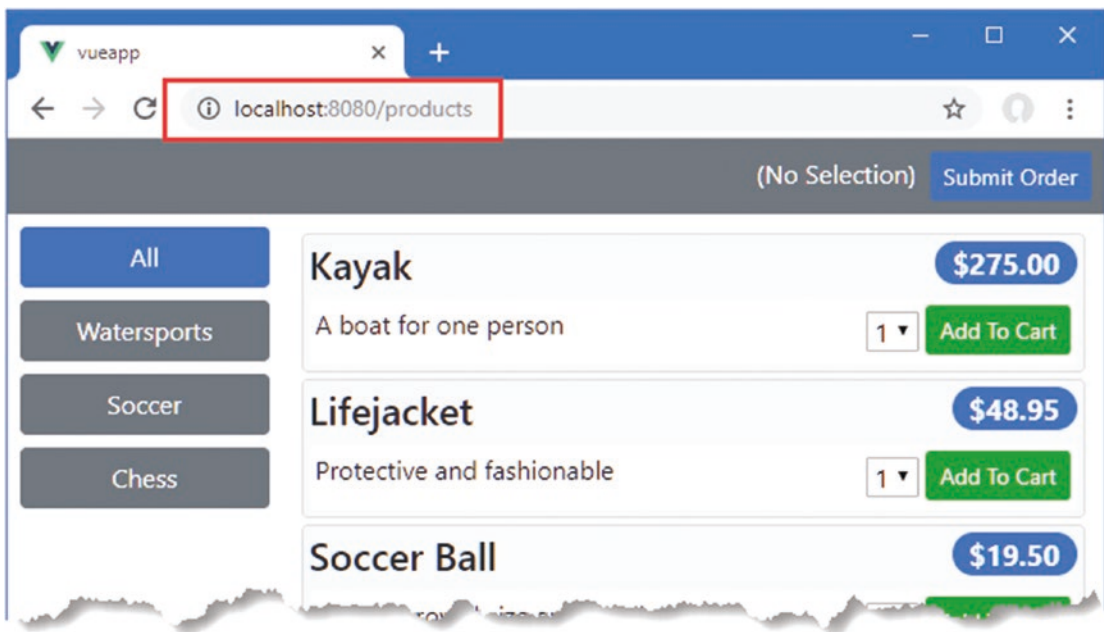 vueapp
localhost:8080/products
(No Selection) Submit Order
All
Watersports
Soccer
Chess
Kayak $275.00
A boat for one person 1 Add To Cart
Lifejacket $48.95
Protective and fashionable 1 Add To Cart
Soccer Ball $19.50